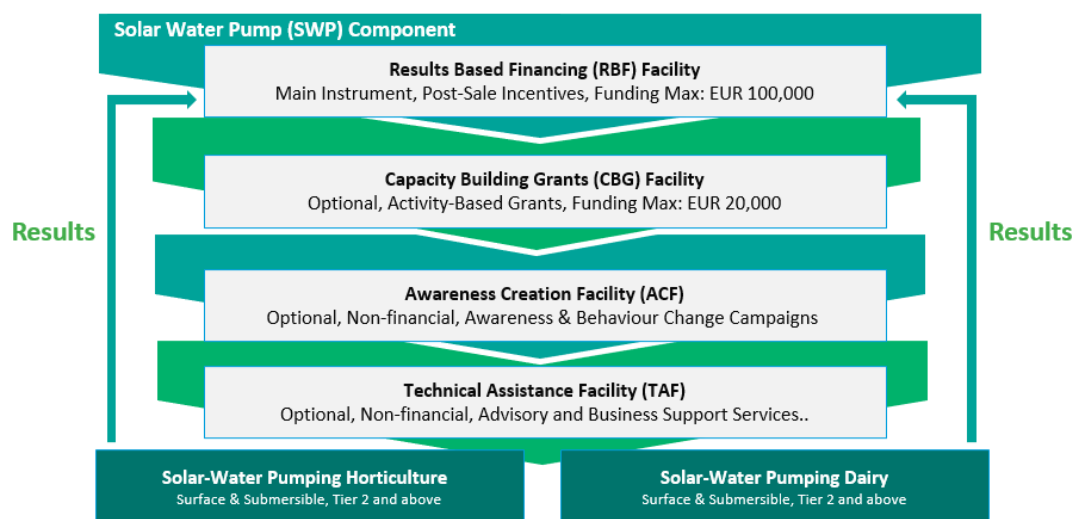 Solar Water Pump (SWP) Component
Results Based Financing (RBF) Facility
Main Instrument, Post-Sale Incentives, Funding Max: EUR 100,000
Capacity Building Grants (CBG) Facility
Optional, Activity-Based Grants, Funding Max: EUR 20,000
Results
Results
Awareness Creation Facility (ACF)
Optional, Non-financial, Awareness & Behaviour Change Campaigns
Technical Assistance Facility (TAF)
Optional, Non-financial, Advisory and Business Support Services..
Solar-Water Pumping Horticulture
Surface & Submersible, Tier 2 and above
Solar-Water Pumping Dairy
Surface & Submersible, Tier 2 and above